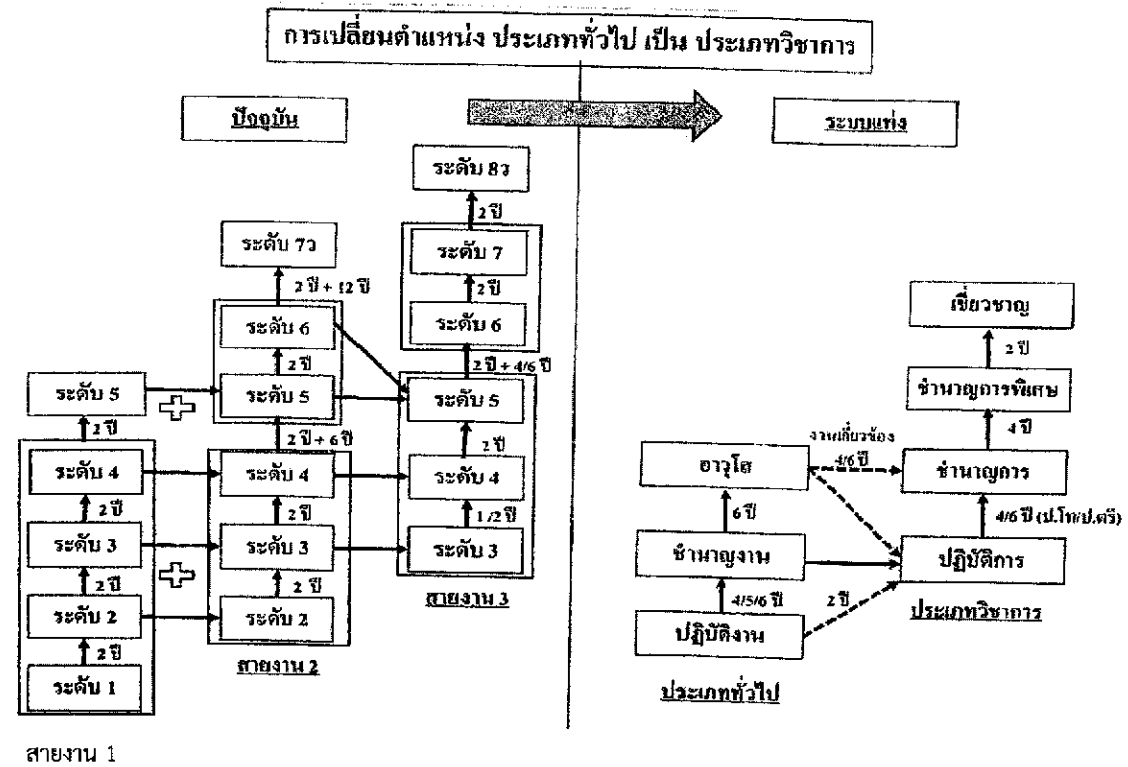 การเปลี่ยนตำแหน่ง ประเภททั่วไป เป็น ประเภทวิชาการ
ปัจจุบัน
ระบบแท่ง
ระดับ 8ว
2 ปี
ระดับ 7
2 ปี
ระดับ 6
2 ปี + 4/6 ปี
ระดับ 5
2 ปี
ระดับ 4
1/2 ปี
ระดับ 3
สายงาน 3
ระดับ 7ว
2 ปี + 12 ปี
ระดับ 6
2 ปี
ระดับ 5
2 ปี + 6 ปี
ระดับ 4
2 ปี
ระดับ 3
2 ปี
ระดับ 2
สายงาน 2
ระดับ 5
2 ปี
ระดับ 4
2 ปี
ระดับ 3
2 ปี
ระดับ 2
2 ปี
ระดับ 1
สายงาน 1
เชี่ยวชาญ
2 ปี
ชำนาญการพิเศษ
4 ปี
ชำนาญการ
4/6 ปี (ป.โท/ป.ตรี)
ปฏิบัติการ
ประเภทวิชาการ
งานเกี่ยวข้อง
4/6 ปี
อาวุโส
6 ปี
ชำนาญงาน
4/5/6 ปี
2 ปี
ปฏิบัติงาน
ประเภททั่วไป